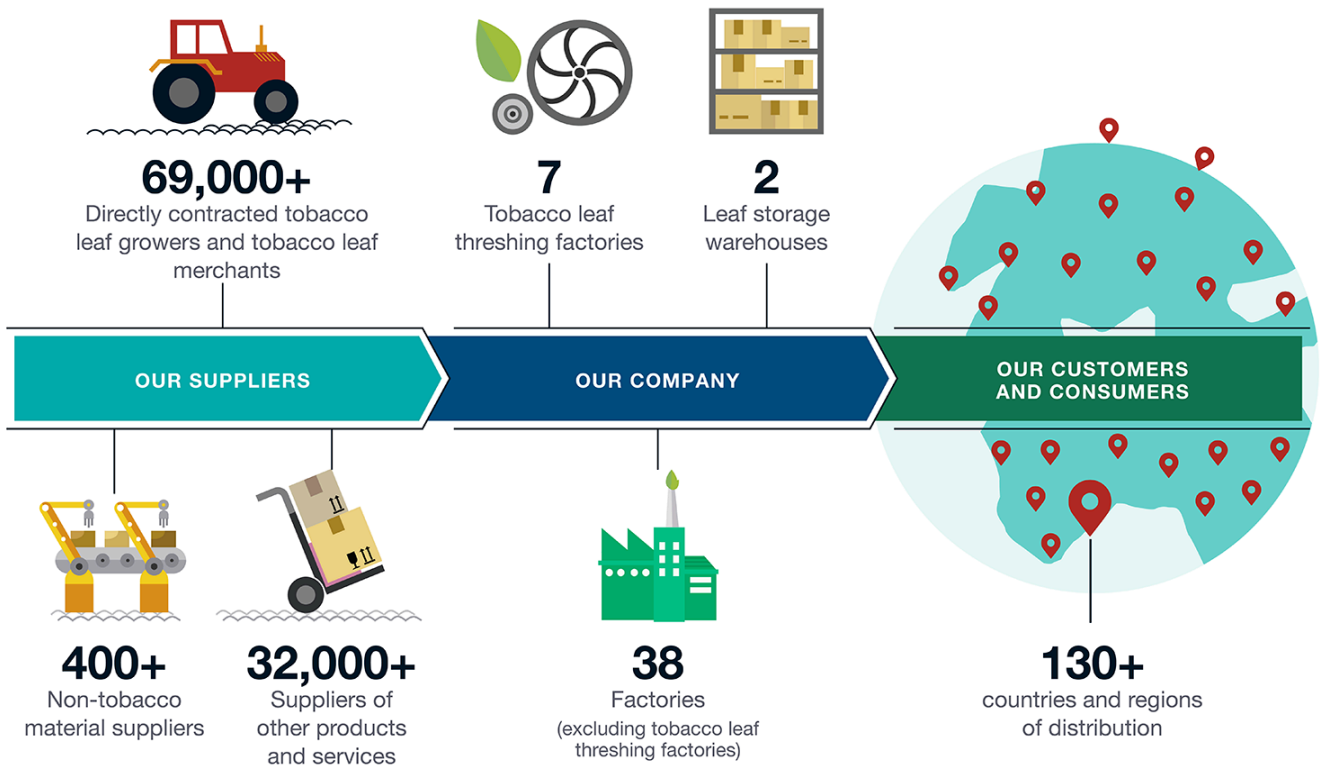 69,000+
Directly contracted tobacco
leaf growers and tobacco leaf
merchants
7
Tobacco leaf
threshing factories
2
Leaf storage
warehouses
OUR SUPPLIERS
OUR COMPANY
OUR CUSTOMERS
AND CONSUMERS
400+
Non-tobacco
material suppliers
32,000+
Suppliers of
other products
and services
38
Factories
(excluding tobacco leaf
threshing factories)
130+
countries and regions
of distribution